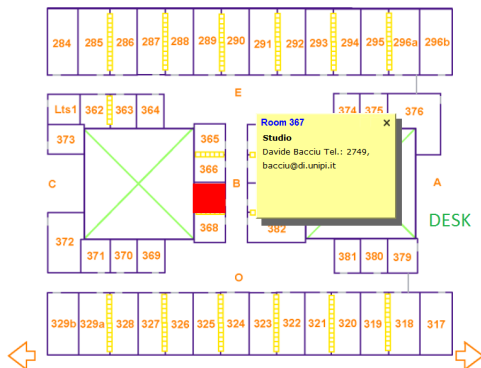 284 285 286 287 288 289 290 291 292 293 294 295 296a 296b
E
Lts1 362 363 364 374 375 376
Room 367 ×
Studio
Davide Bacciu Tel.: 2749,
bacciu@di.unipi.it
373 365
366
C B A
368
372 382
DESK
371 370 369 381 380 379
O
329b 329a 328 327 326 325 324 323 322 321 320 319 318 317